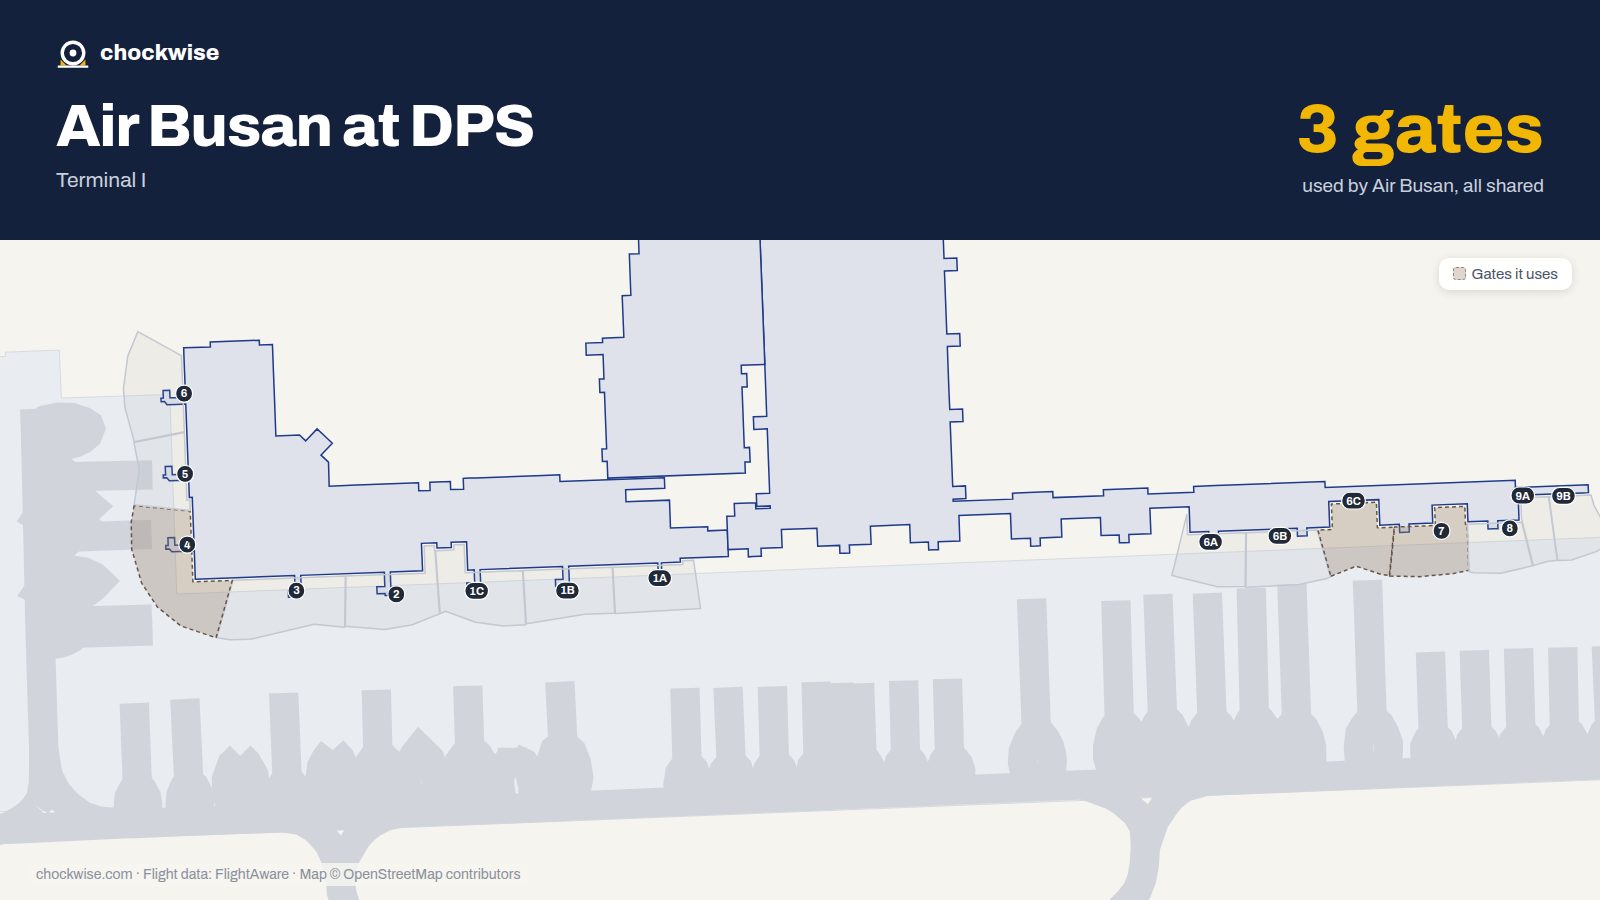 chockwise
Air Busan at DPS
Terminal I
3 gates
used by Air Busan, all shared
Gates it uses
6
5
4
3
2
1C
1B
1A
6A
6B
6C
7
8
9A
9B
chockwise.com · Flight data: FlightAware · Map © OpenStreetMap contributors